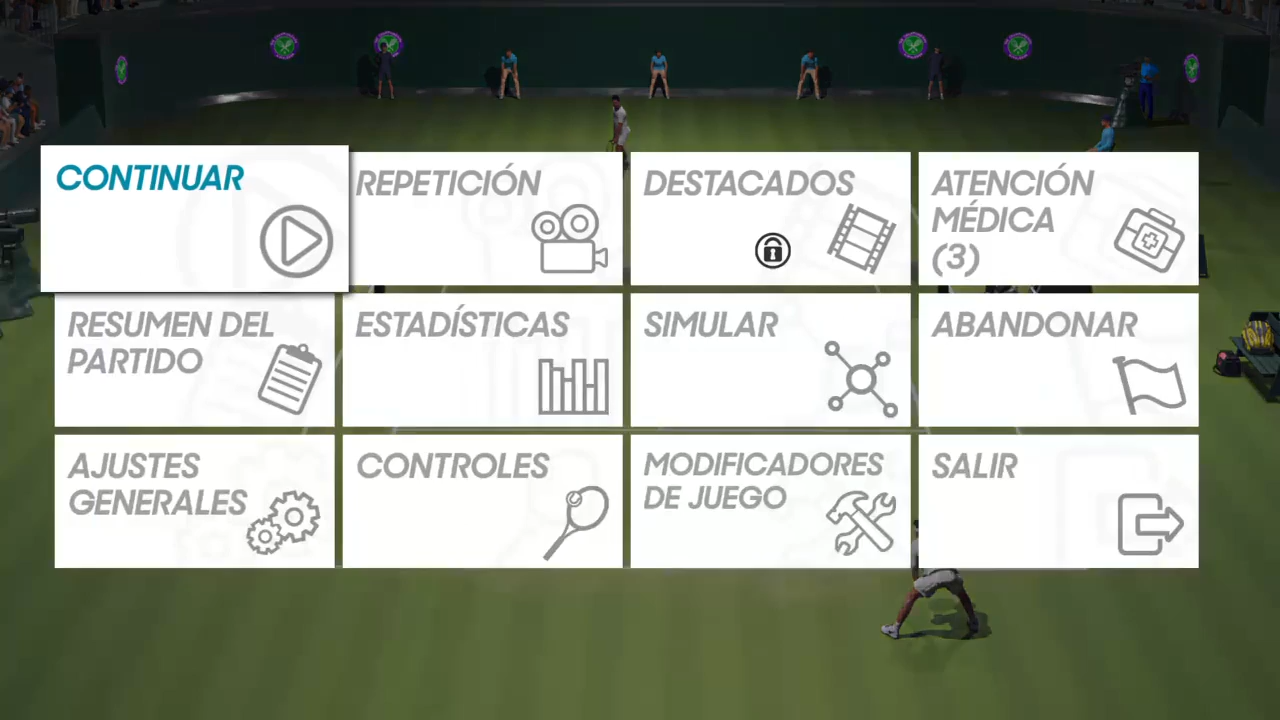 CONTINUAR
REPETICIÓN
DESTACADOS
ATENCIÓN
MÉDICA
(3)
RESUMEN DEL
PARTIDO
ESTADÍSTICAS
SIMULAR
ABANDONAR
AJUSTES
GENERALES
CONTROLES
MODIFICADORES
DE JUEGO
SALIR